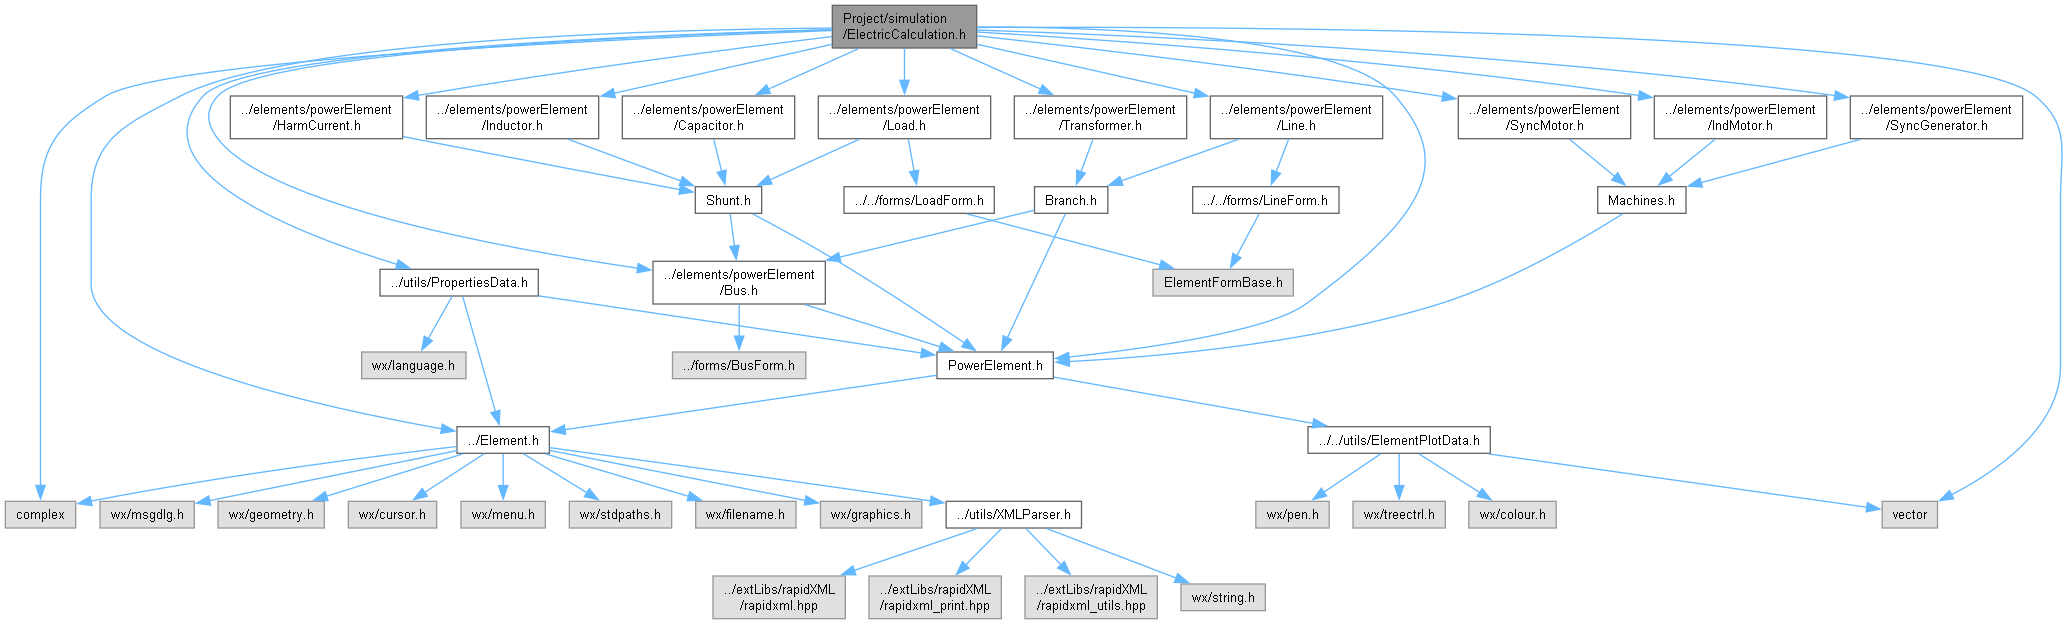 Project/simulation
/ElectricCalculation.h
../elements/powerElement
/HarmCurrent.h
../elements/powerElement
/Inductor.h
../elements/powerElement
/Capacitor.h
../elements/powerElement
/Load.h
../elements/powerElement
/Transformer.h
../elements/powerElement
/Line.h
../elements/powerElement
/SyncMotor.h
../elements/powerElement
/IndMotor.h
../elements/powerElement
/SyncGenerator.h
Shunt.h
../../forms/LoadForm.h
Branch.h
../../forms/LineForm.h
Machines.h
../utils/PropertiesData.h
../elements/powerElement
/Bus.h
ElementFormBase.h
wx/language.h
../forms/BusForm.h
PowerElement.h
../Element.h
../../utils/ElementPlotData.h
complex
wx/msgdlg.h
wx/geometry.h
wx/cursor.h
wx/menu.h
wx/stdpaths.h
wx/filename.h
wx/graphics.h
../utils/XMLParser.h
wx/pen.h
wx/treectrl.h
wx/colour.h
vector
../extLibs/rapidXML
/rapidxml.hpp
../extLibs/rapidXML
/rapidxml_print.hpp
../extLibs/rapidXML
/rapidxml_utils.hpp
wx/string.h